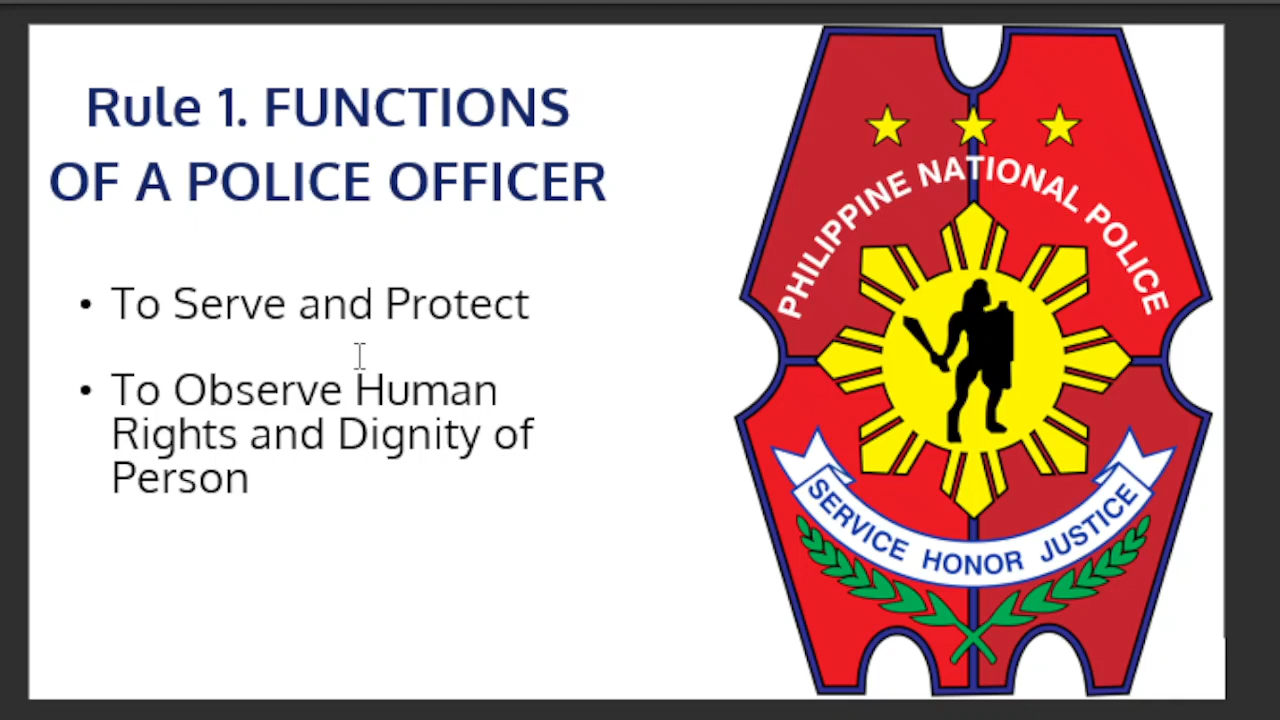 Rule 1. FUNCTIONS
OF A POLICE OFFICER
• To Serve and Protect
• To Observe Human
Rights and Dignity of
Person
PHILIPPINE NATIONAL POLICE
SERVICE HONOR JUSTICE